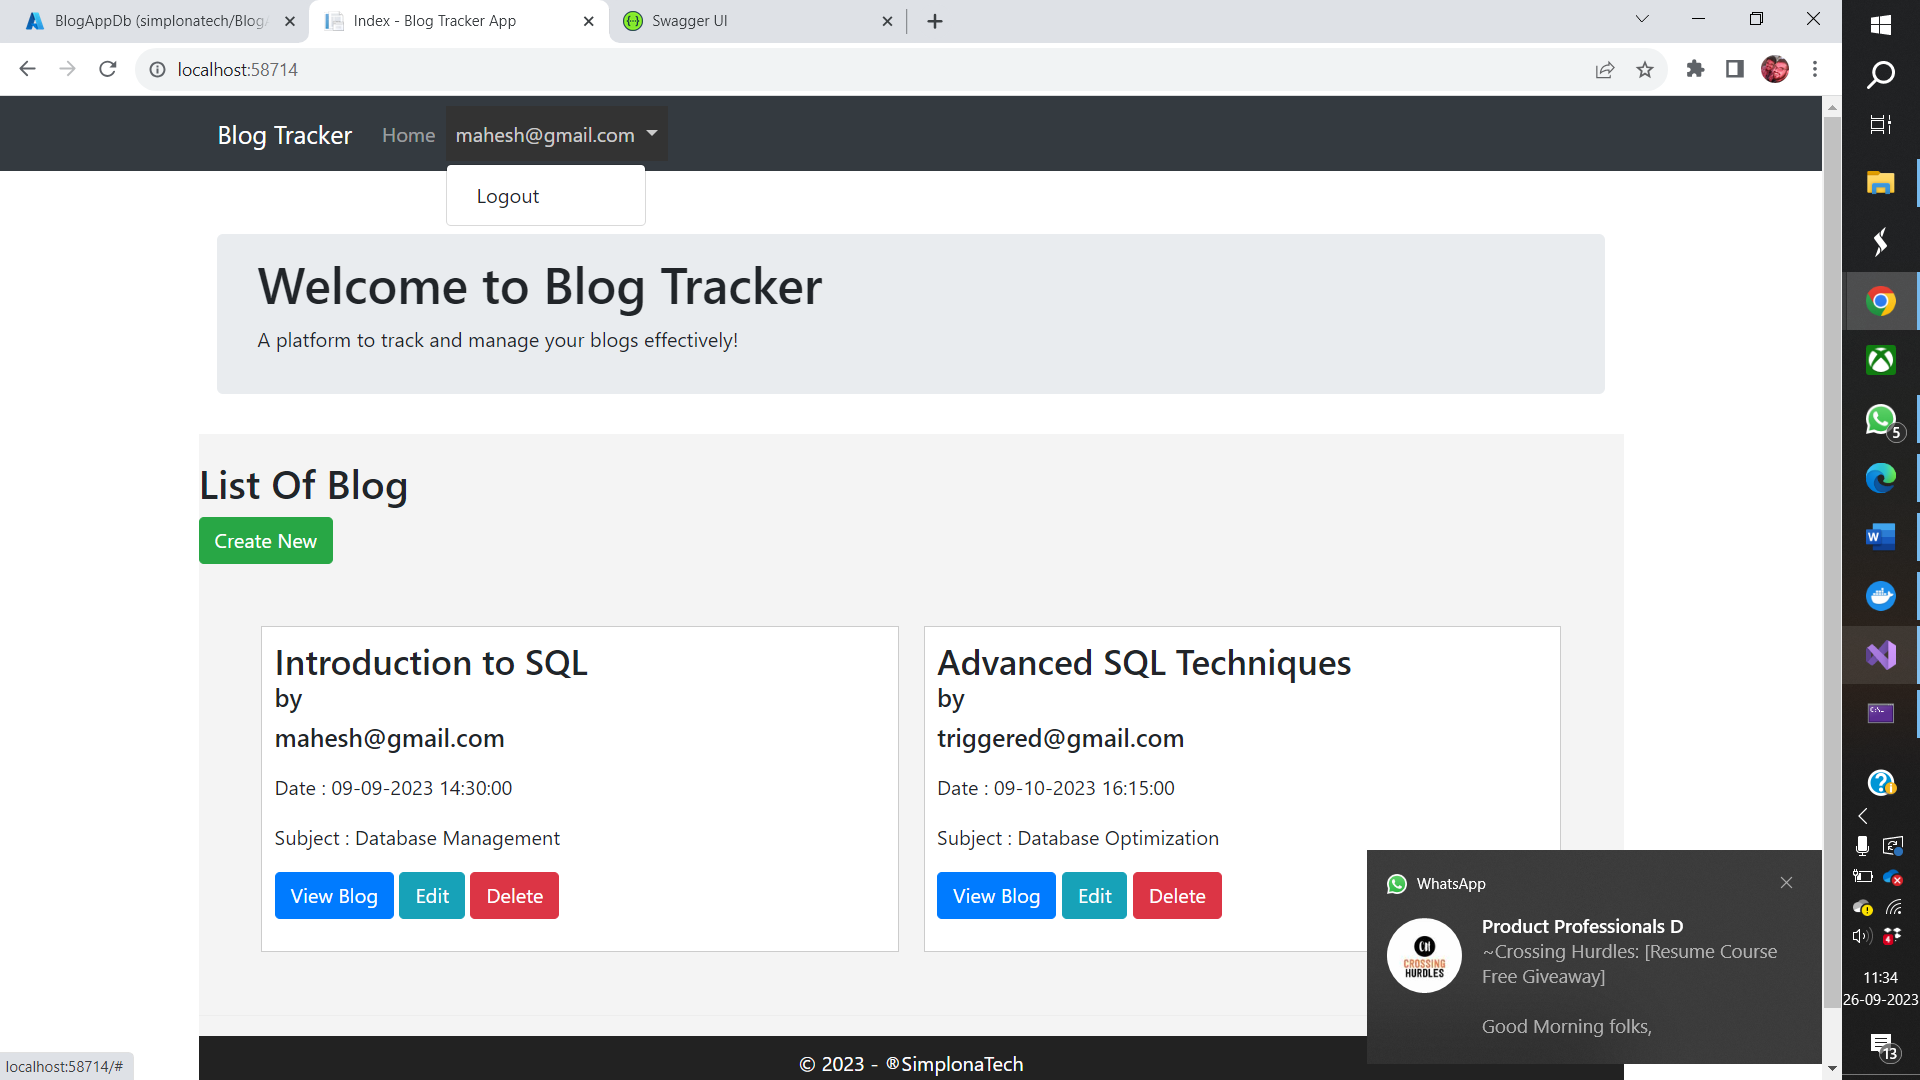 BlogAppDb (simplonatech/Blog
Index - Blog Tracker App
Swagger UI
localhost:58714
Blog Tracker
Home
mahesh@gmail.com
Logout
Welcome to Blog Tracker
A platform to track and manage your blogs effectively!
List Of Blog
Create New
Introduction to SQL
by
mahesh@gmail.com
Date : 09-09-2023 14:30:00
Subject : Database Management
View Blog Edit Delete
Advanced SQL Techniques
by
triggered@gmail.com
Date : 09-10-2023 16:15:00
Subject : Database Optimization
View Blog Edit Delete
© 2023 - ®SimplonaTech
localhost:58714/#
WhatsApp
Product Professionals D
~Crossing Hurdles: [Resume Course
Free Giveaway]
Good Morning folks,
CROSSING
HURDLES
5
4
11:34
26-09-2023
13